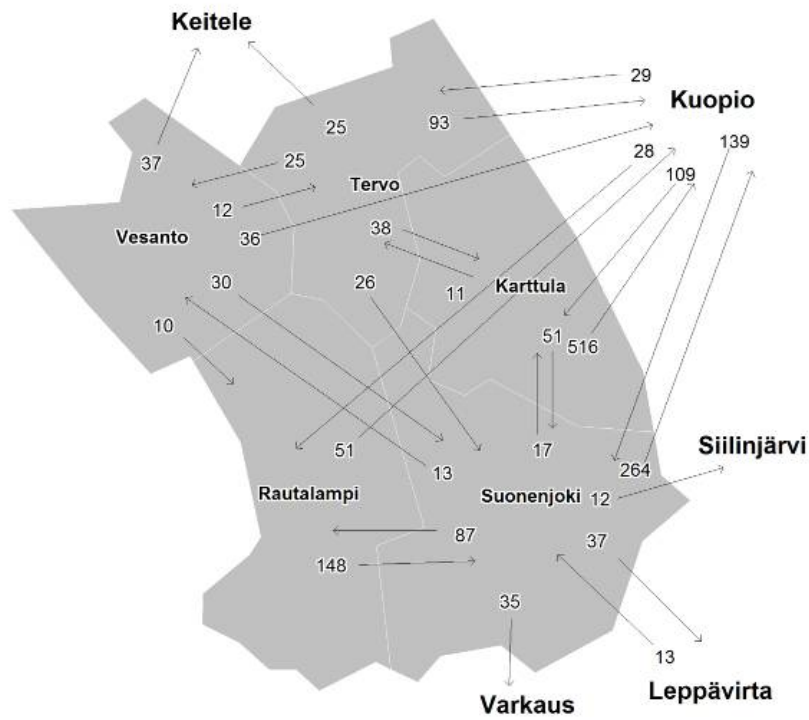 Keitele
29
Kuopio
25
93
139
37
25
28
109
Tervo
12
38
Vesanto
36
30
26
11
Karttula
10
51
516
51
17
13
264
Siilinjärvi
Rautalampi
Suonenjoki
12
87
37
148
35
13
Leppävirta
Varkaus